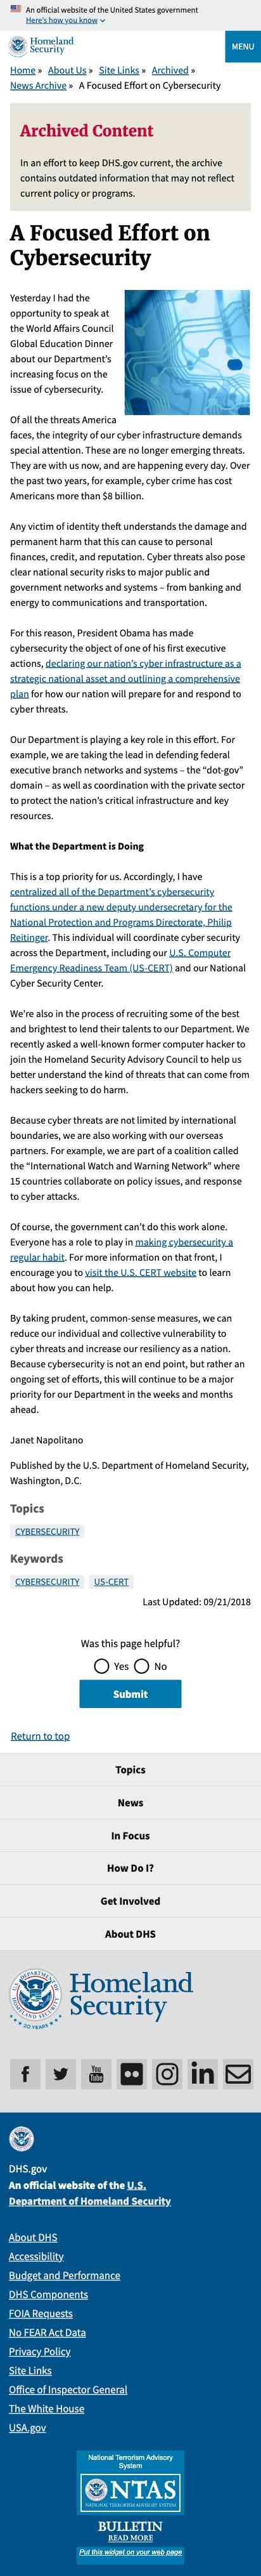 An official website of the United States government
Here's how you know
Homeland
Security
MENU
Home » About Us » Site Links » Archived »
News Archive » A Focused Effort on Cybersecurity
Archived Content
In an effort to keep DHS.gov current, the archive
contains outdated information that may not reflect
current policy or programs.
A Focused Effort on
Cybersecurity
Yesterday I had the
opportunity to speak at
the World Affairs Council
Global Education Dinner
about our Department's
increasing focus on the
issue of cybersecurity.
Of all the threats America
faces, the integrity of our cyber infrastructure demands
special attention. These are no longer emerging threats.
They are with us now, and are happening every day. Over
the past two years, for example, cyber crime has cost
Americans more than $8 billion.
Any victim of identity theft understands the damage and
permanent harm that this can cause to personal
finances, credit, and reputation. Cyber threats also pose
clear national security risks to major public and
government networks and systems – from banking and
energy to communications and transportation.
For this reason, President Obama has made
cybersecurity the object of one of his first executive
actions, declaring our nation's cyber infrastructure as a
strategic national asset and outlining a comprehensive
plan for how our nation will prepare for and respond to
cyber threats.
Our Department is playing a key role in this effort. For
example, we are taking the lead in defending federal
executive branch networks and systems – the "dot-gov"
domain – as well as coordination with the private sector
to protect the nation's critical infrastructure and key
resources.
What the Department is Doing
This is a top priority for us. Accordingly, I have
centralized all of the Department's cybersecurity
functions under a new deputy undersecretary for the
National Protection and Programs Directorate, Philip
Reitinger. This individual will coordinate cyber security
across the Department, including our U.S. Computer
Emergency Readiness Team (US-CERT) and our National
Cyber Security Center.
We're also in the process of recruiting some of the best
and brightest to lend their talents to our Department. We
recently asked a well-known former computer hacker to
join the Homeland Security Advisory Council to help us
better understand the kind of threats that can come from
hackers seeking to do harm.
Because cyber threats are not limited by international
boundaries, we are also working with our overseas
partners. For example, we are part of a coalition called
the "International Watch and Warning Network" where
15 countries collaborate on policy issues, and response
to cyber attacks.
Of course, the government can't do this work alone.
Everyone has a role to play in making cybersecurity a
regular habit. For more information on that front, I
encourage you to visit the U.S. CERT website to learn
about how you can help.
By taking prudent, common-sense measures, we can
reduce our individual and collective vulnerability to
cyber threats and increase our resiliency as a nation.
Because cybersecurity is not an end point, but rather an
ongoing set of efforts, this will continue to be a major
priority for our Department in the weeks and months
ahead.
Janet Napolitano
Published by the U.S. Department of Homeland Security,
Washington, D.C.
Topics
CYBERSECURITY
Keywords
CYBERSECURITY US-CERT
Last Updated: 09/21/2018
Was this page helpful?
Yes No
Submit
Return to top
Topics
News
In Focus
How Do I?
Get Involved
About DHS
Homeland
Security
20 YEARS
You
Tube
in
DHS.gov
An official website of the U.S.
Department of Homeland Security
About DHS
Accessibility
Budget and Performance
DHS Components
FOIA Requests
No FEAR Act Data
Privacy Policy
Site Links
Office of Inspector General
The White House
USA.gov
National Terrorism Advisory
System
NTAS
NATIONAL TERRORISM ADVISORY SYSTEM
BULLETIN
READ MORE
Put this widget on your web page